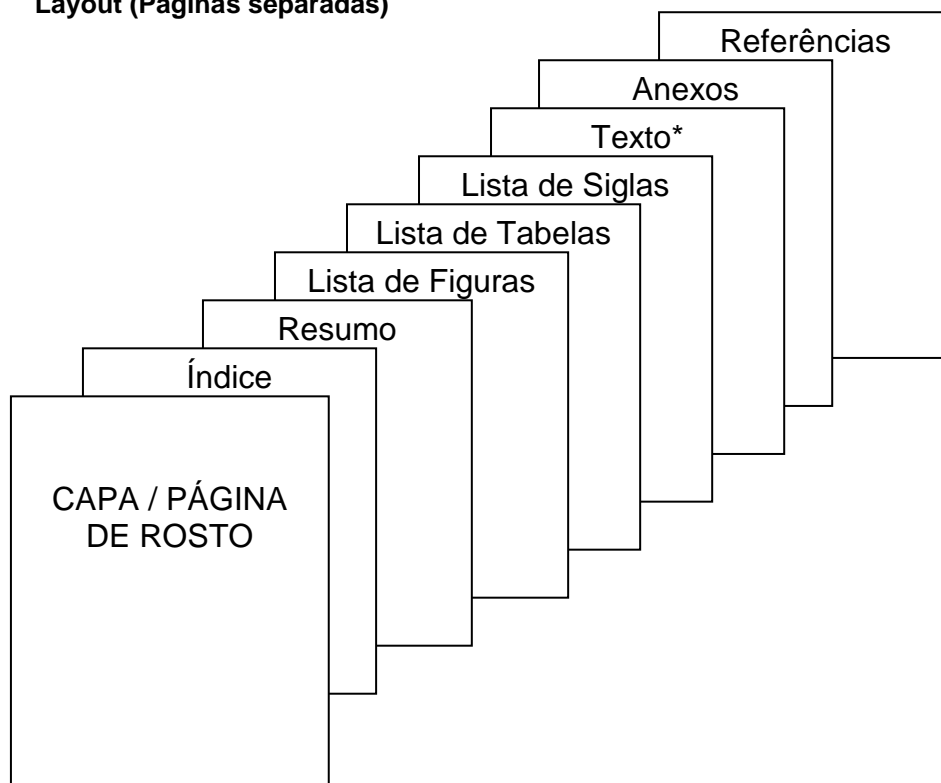 Layout (Páginas separadas)
Referências
Anexos
Texto*
Lista de Siglas
Lista de Tabelas
Lista de Figuras
Resumo
Índice
CAPA / PÁGINA
DE ROSTO